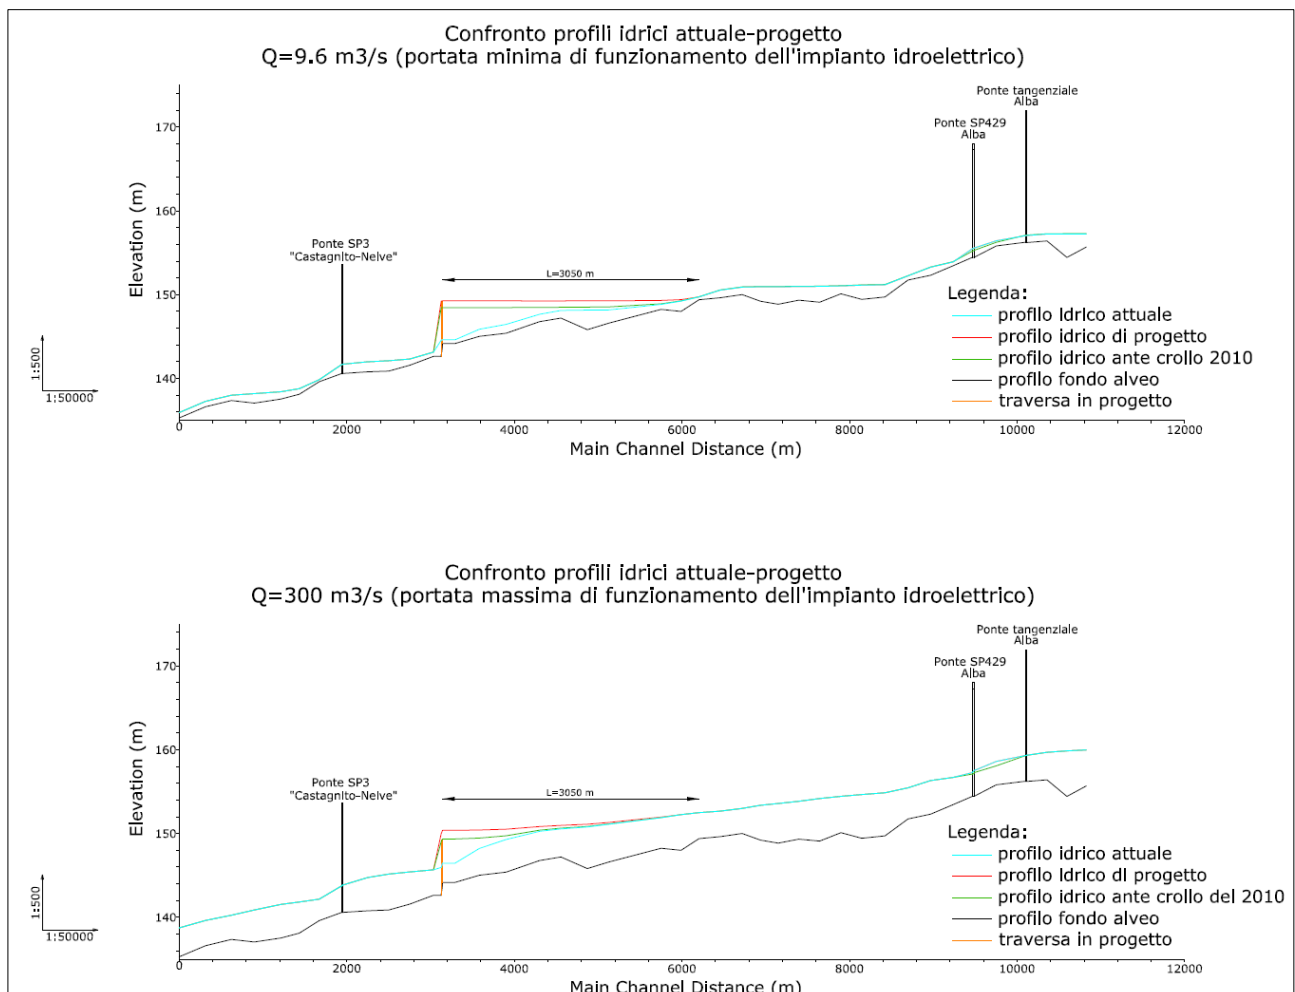 Confronto profili idrici attuale-progetto
Q=9.6 m3/s (portata minima di funzionamento dell'impianto idroelettrico)
Ponte tangenziale
Alba
Ponte SP429
Alba
Ponte SP3
"Castagnito-Neive"
L=3050 m
Elevation (m)
170
160
150
140
1:500
1:50000
0
2000
4000
6000
8000
10000
12000
Main Channel Distance (m)
Legenda:
profilo idrico attuale
profilo idrico di progetto
profilo idrico ante crollo 2010
profilo fondo alveo
traversa in progetto
Confronto profili idrici attuale-progetto
Q=300 m3/s (portata massima di funzionamento dell'impianto idroelettrico)
Ponte tangenziale
Alba
Ponte SP429
Alba
Ponte SP3
"Castagnito-Neive"
L=3050 m
Elevation (m)
170
160
150
140
1:500
1:50000
0
2000
4000
6000
8000
10000
12000
Main Channel Distance (m)
Legenda:
profilo idrico attuale
profilo idrico di progetto
profilo idrico ante crollo del 2010
profilo fondo alveo
traversa in progetto